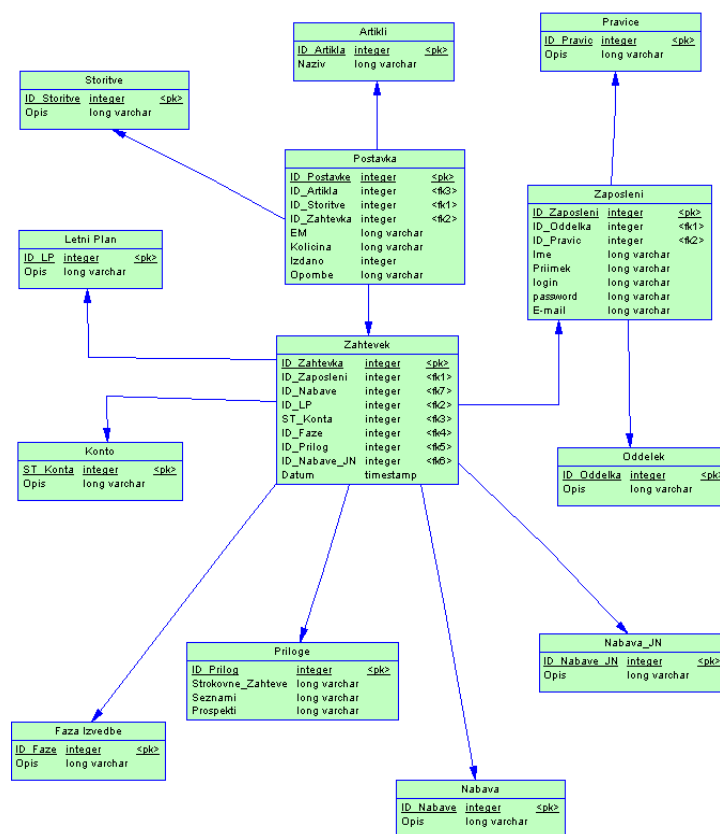 Artikli
ID_Artikla integer <pk>
Naziv long varchar
Pravice
ID_Pravic integer <pk>
Opis long varchar
Storitve
ID_Storitve integer <pk>
Opis long varchar
Postavka
ID_Postavke integer <pk>
ID_Artikla integer <fk3>
ID_Storitve integer <fk1>
ID_Zahtevka integer <fk2>
EM long varchar
Kolicina long varchar
Izdano integer
Opombe long varchar
Zaposleni
ID_Zaposleni integer <pk>
ID_Oddelka integer <fk1>
ID_Pravic integer <fk2>
Ime long varchar
Priimek long varchar
login long varchar
password long varchar
E-mail long varchar
Letni Plan
ID_LP integer <pk>
Opis long varchar
Zahtevek
ID_Zahtevka integer <pk>
ID_Zaposleni integer <fk1>
ID_Nabave integer <fk7>
ID_LP integer <fk2>
ST_Konta integer <fk3>
ID_Faze integer <fk4>
ID_Prilog integer <fk5>
ID_Nabave_JN integer <fk6>
Datum timestamp
Konto
ST_Konta integer <pk>
Opis long varchar
Oddelek
ID_Oddelka integer <pk>
Opis long varchar
Priloge
ID_Prilog integer <pk>
Strokovne_Zahteve long varchar
Seznami long varchar
Prospekti long varchar
Nabava_JN
ID_Nabave_JN integer <pk>
Opis long varchar
Faza Izvedbe
ID_Faze integer <pk>
Opis long varchar
Nabava
ID_Nabave integer <pk>
Opis long varchar